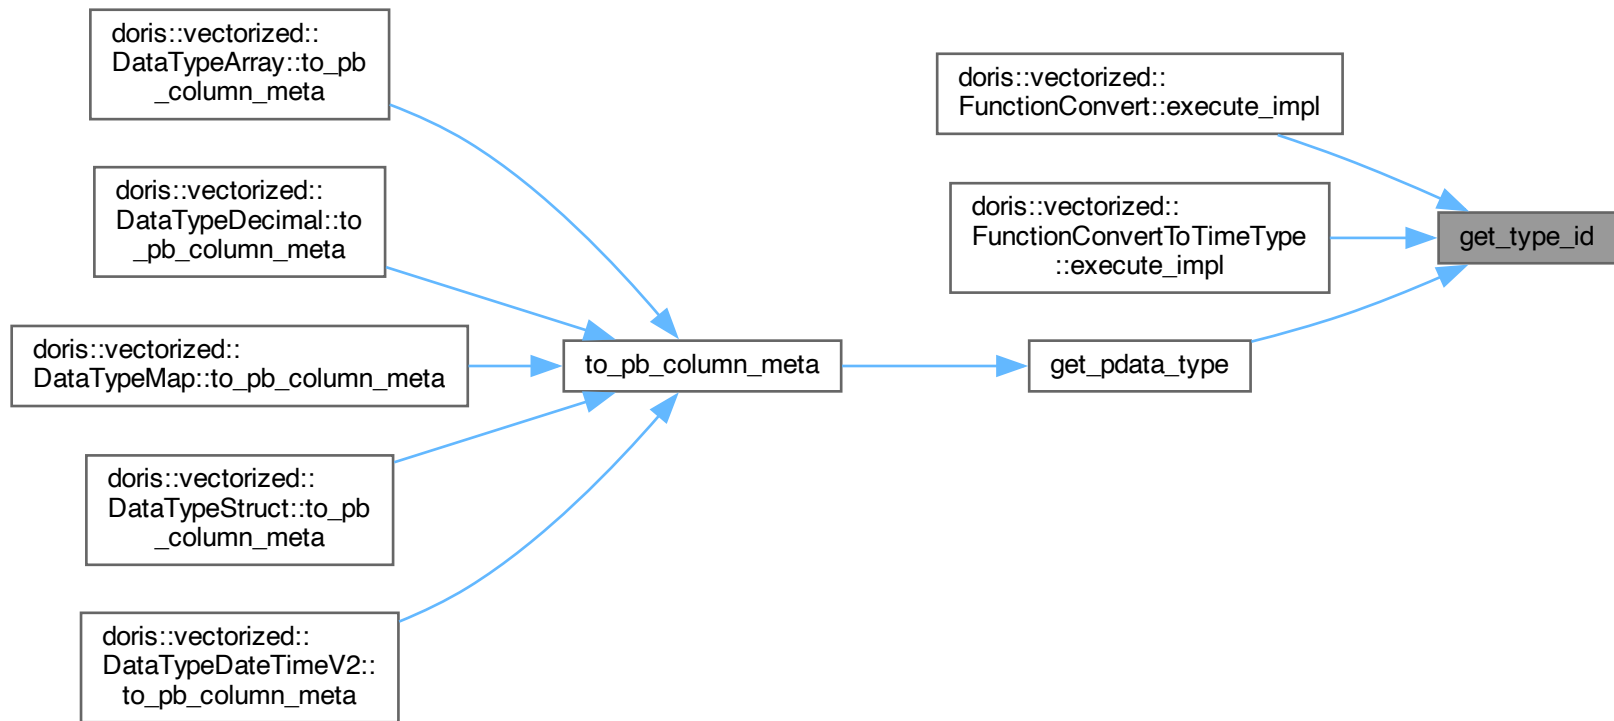 doris::vectorized::
DataTypeArray::to_pb
_column_meta
doris::vectorized::
DataTypeDecimal::to
_pb_column_meta
doris::vectorized::
DataTypeMap::to_pb_column_meta
doris::vectorized::
DataTypeStruct::to_pb
_column_meta
doris::vectorized::
DataTypeDateTimeV2::
to_pb_column_meta
to_pb_column_meta
doris::vectorized::
FunctionConvert::execute_impl
doris::vectorized::
FunctionConvertToTimeType
::execute_impl
get_pdata_type
get_type_id